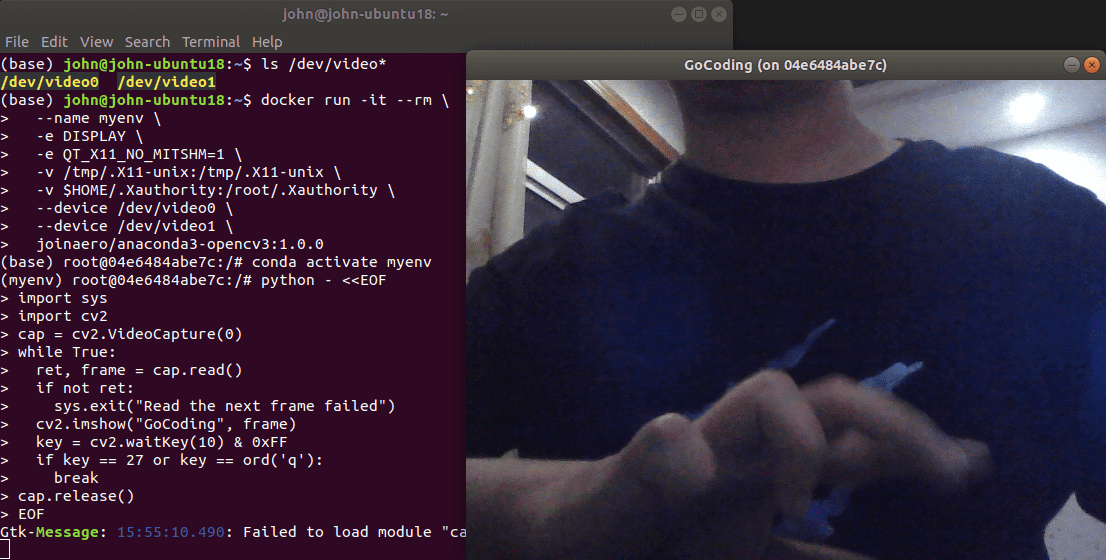 john@john-ubuntu18: ~
File Edit View Search Terminal Help
(base) john@john-ubuntu18:~$ ls /dev/video*
/dev/video0  /dev/video1
(base) john@john-ubuntu18:~$ docker run -it --rm \
>   --name myenv \
>   -e DISPLAY \
>   -e QT_X11_NO_MITSHM=1 \
>   -v /tmp/.X11-unix:/tmp/.X11-unix \
>   -v $HOME/.Xauthority:/root/.Xauthority \
>   --device /dev/video0 \
>   --device /dev/video1 \
>   joinaero/anaconda3-opencv3:1.0.0
(base) root@04e6484abe7c:/# conda activate myenv
(myenv) root@04e6484abe7c:/# python - <<EOF
> import sys
> import cv2
> cap = cv2.VideoCapture(0)
> while True:
>   ret, frame = cap.read()
>   if not ret:
>     sys.exit("Read the next frame failed")
>   cv2.imshow("GoCoding", frame)
>   key = cv2.waitKey(10) & 0xFF
>   if key == 27 or key == ord('q'):
>     break
> cap.release()
> EOF
Gtk-Message: 15:55:10.490: Failed to load module "ca
GoCoding (on 04e6484abe7c)